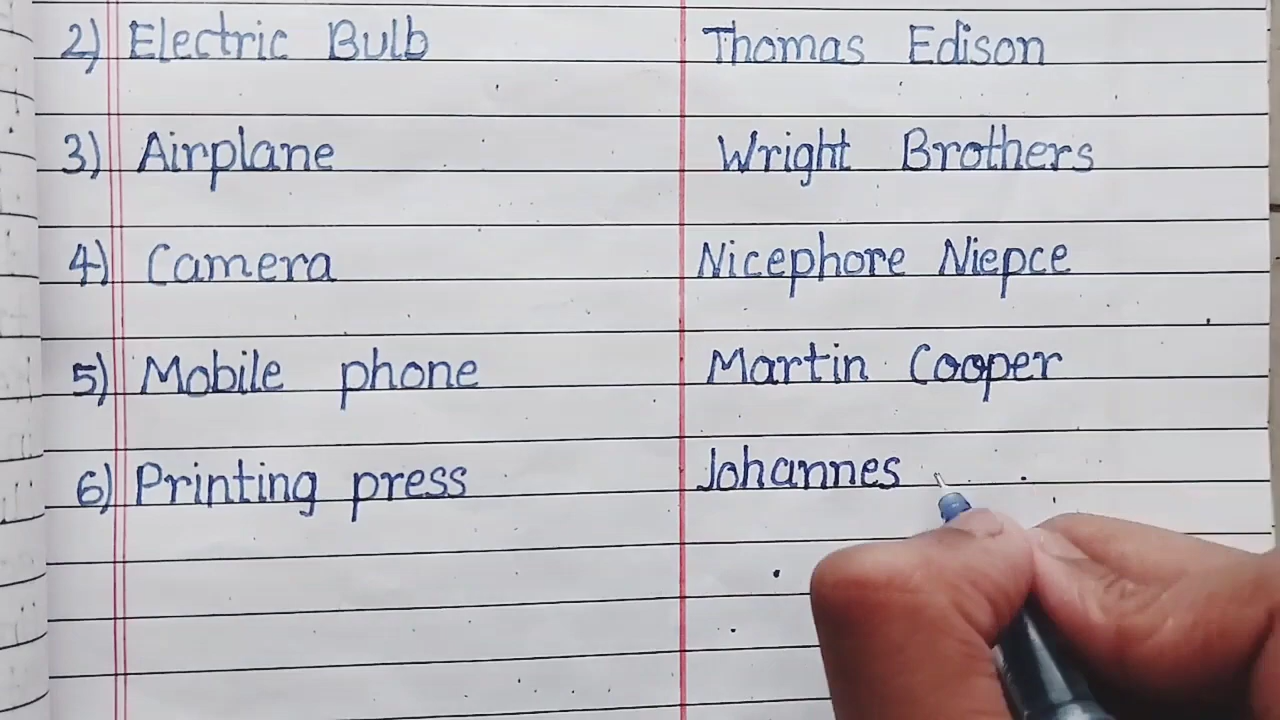 2) Electric Bulb Thomas Edison
3) Airplane Wright Brothers
4) Camera Nicephore Niepce
5) Mobile phone Martin Cooper
6) Printing press Johannes